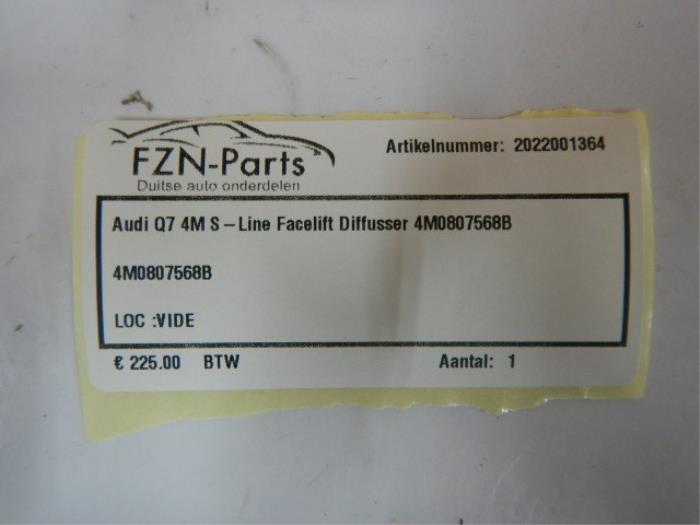 FZN-Parts
Duitse auto onderdelen
Artikelnummer: 2022001364
Audi Q7 4M S-Line Facelift Diffusser 4M0807568B
4M0807568B
LOC :VIDE
€ 225.00 BTW Aantal: 1